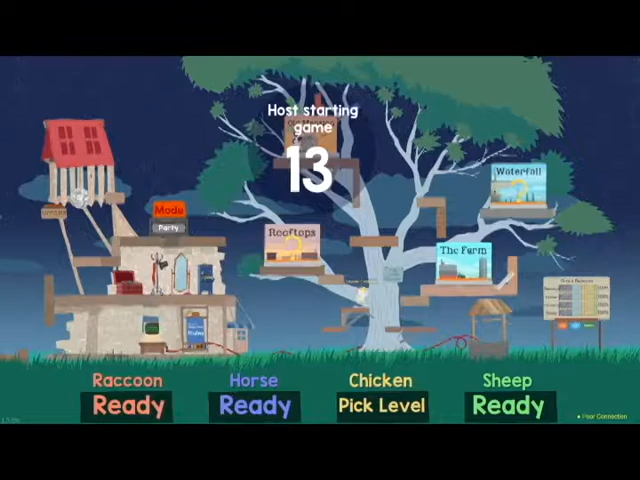 Host starting
game
13
Waterfall
Mode
Party
Rooftops
The Farm
Raccoon
Horse
Chicken
Sheep
Ready
Ready
Pick Level
Ready
Poor Connection